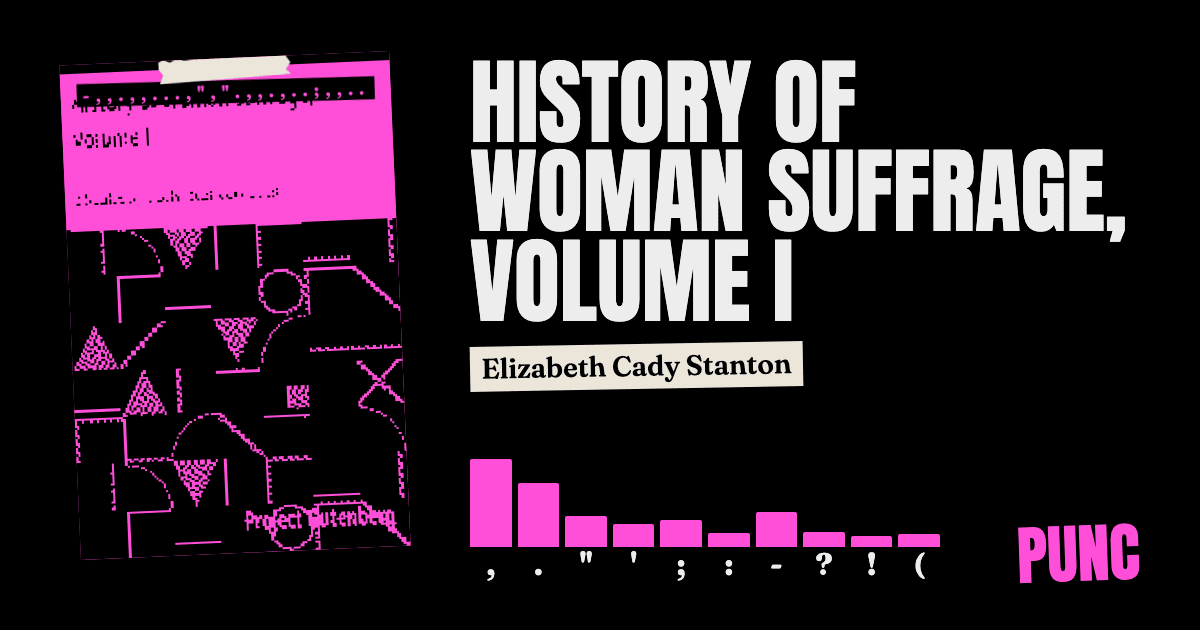 Volume I
Project Gutenberg
HISTORY OF
WOMAN SUFFRAGE,
VOLUME I
Elizabeth Cady Stanton
, . " ' ; : - ? ! (
PUNC